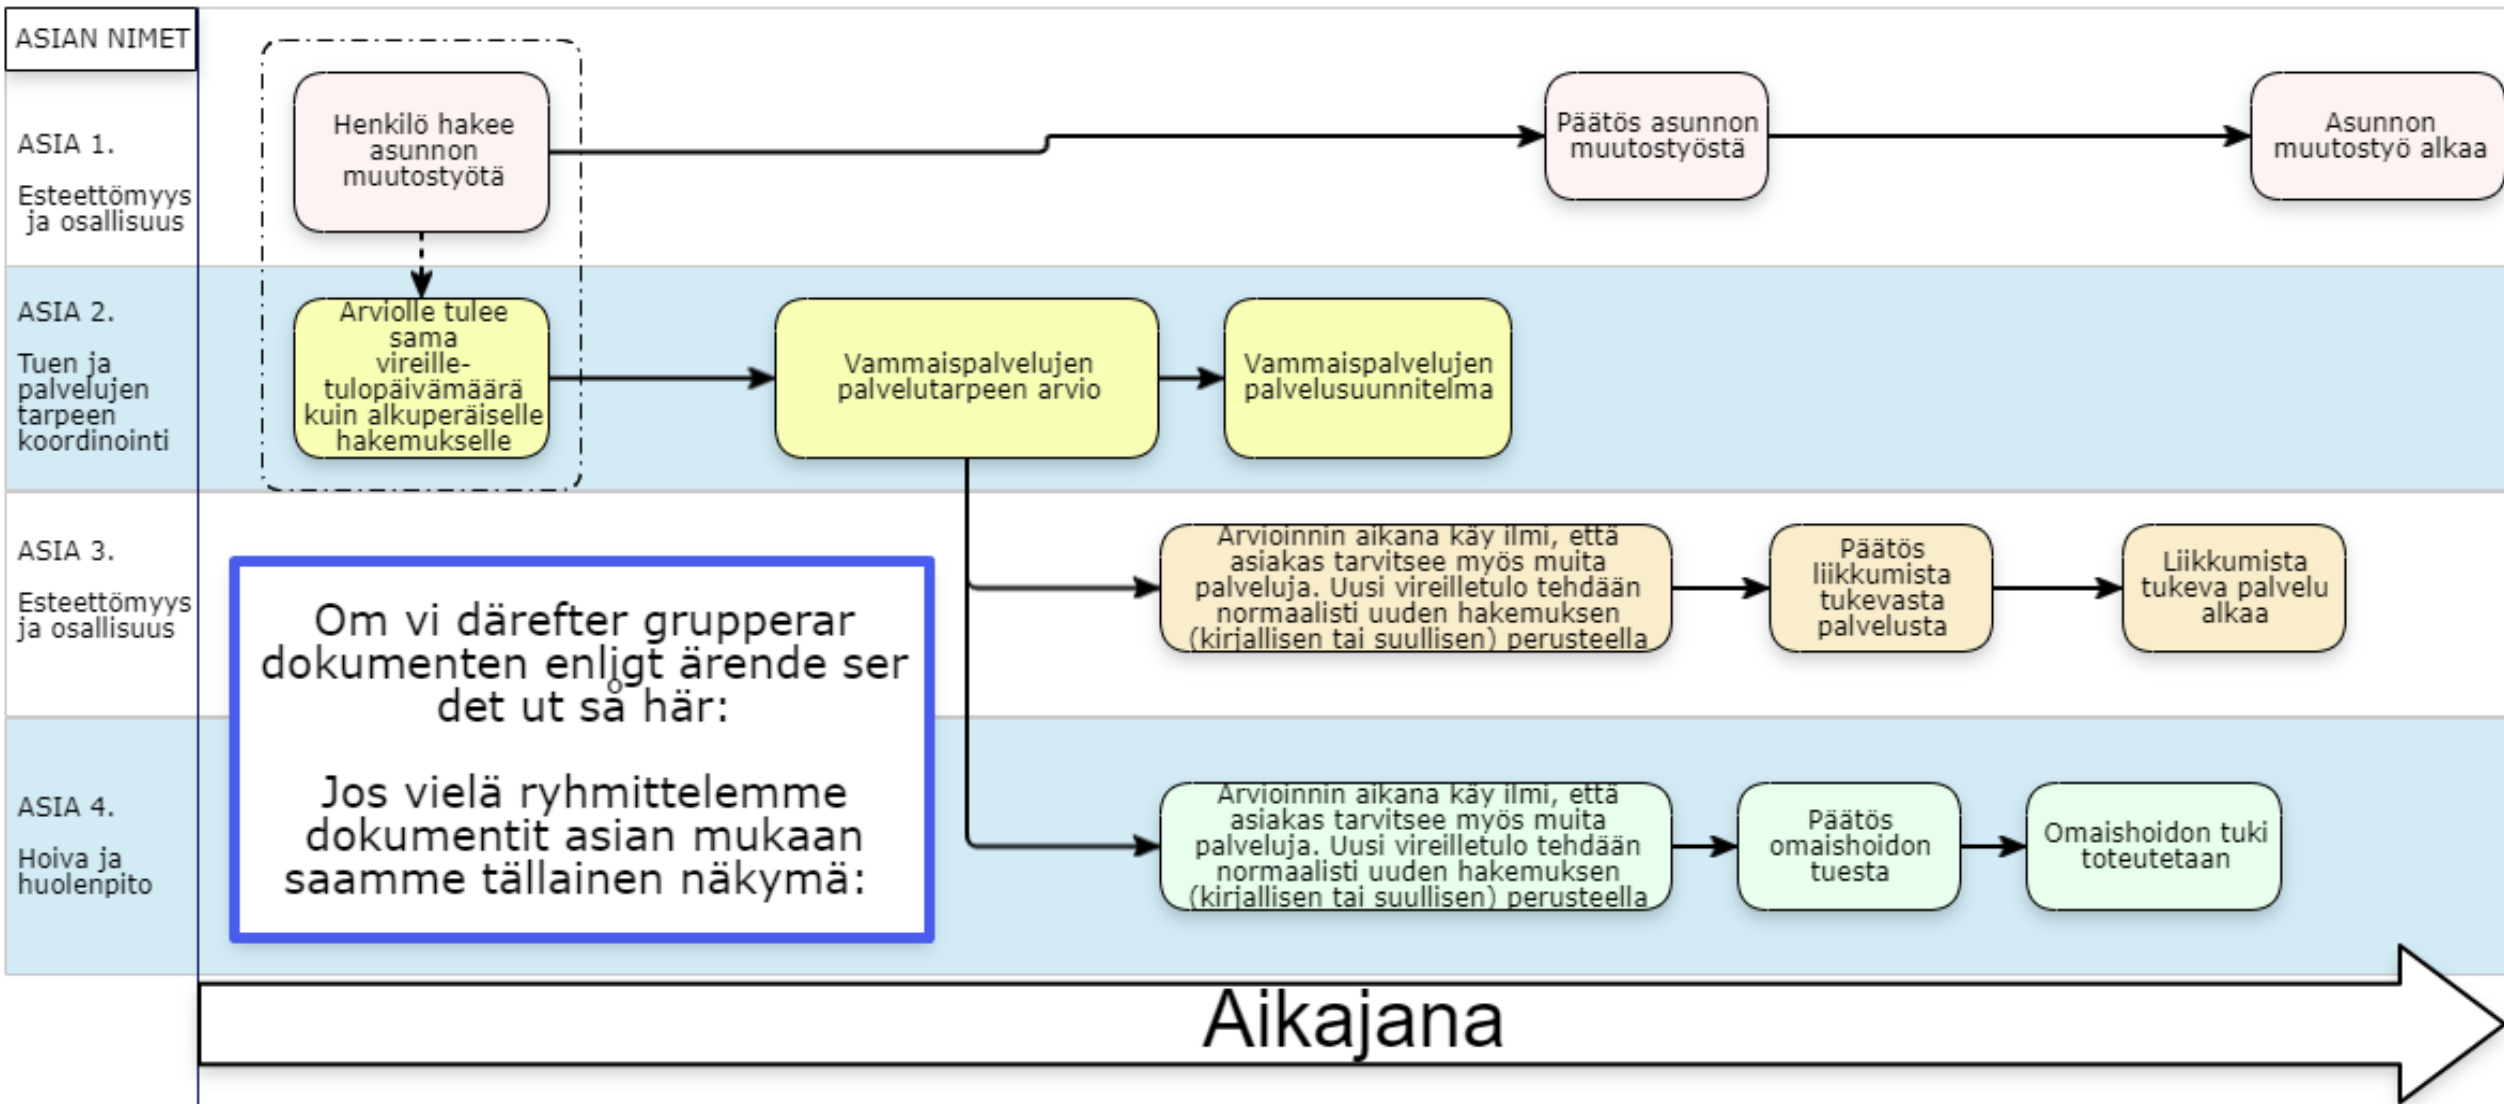 ASIAN NIMET
ASIA 1.
Esteettömyys
ja osallisuus
Henkilö hakee
asunnon
muutostyötä
Päätös asunnon
muutostyöstä
Asunnon
muutostyö alkaa
ASIA 2.
Tuen ja
palvelujen
tarpeen
koordinointi
Arviolle tulee
sama
vireille-
tulopäivämäärä
kuin alkuperäiselle
hakemukselle
Vammaispalvelujen
palvelutarpeen arvio
Vammaispalvelujen
palvelusuunnitelma
ASIA 3.
Esteettömyys
ja osallisuus
Arvioinnin aikana käy ilmi, että
asiakas tarvitsee myös muita
palveluja. Uusi vireilletulo tehdään
normaalisti uuden hakemuksen
(kirjallisen tai suullisen) perusteella
Päätös
liikkumista
tukevasta
palvelusta
Liikkumista
tukeva palvelu
alkaa
Om vi därefter grupperar
dokumenten enligt ärende ser
det ut så här:
Jos vielä ryhmittelemme
dokumentit asian mukaan
saamme tällainen näkymä:
ASIA 4.
Hoiva ja
huolenpito
Arvioinnin aikana käy ilmi, että
asiakas tarvitsee myös muita
palveluja. Uusi vireilletulo tehdään
normaalisti uuden hakemuksen
(kirjallisen tai suullisen) perusteella
Päätös
omaishoidon
tuesta
Omaishoidon tuki
toteutetaan
Aikajana